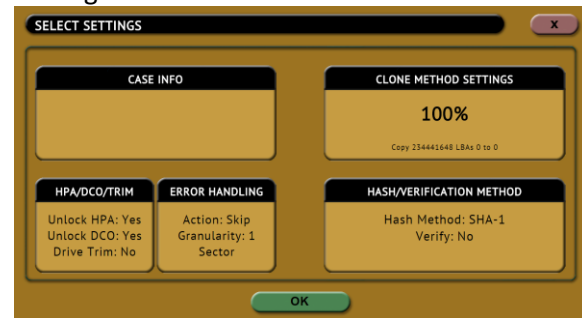 SELECT SETTINGS
X
CASE INFO
CLONE METHOD SETTINGS
100%
Copy 234441648 LBAs 0 to 0
HPA/DCO/TRIM
Unlock HPA: Yes
Unlock DCO: Yes
Drive Trim: No
ERROR HANDLING
Action: Skip
Granularity: 1
Sector
HASH/VERIFICATION METHOD
Hash Method: SHA-1
Verify: No
OK